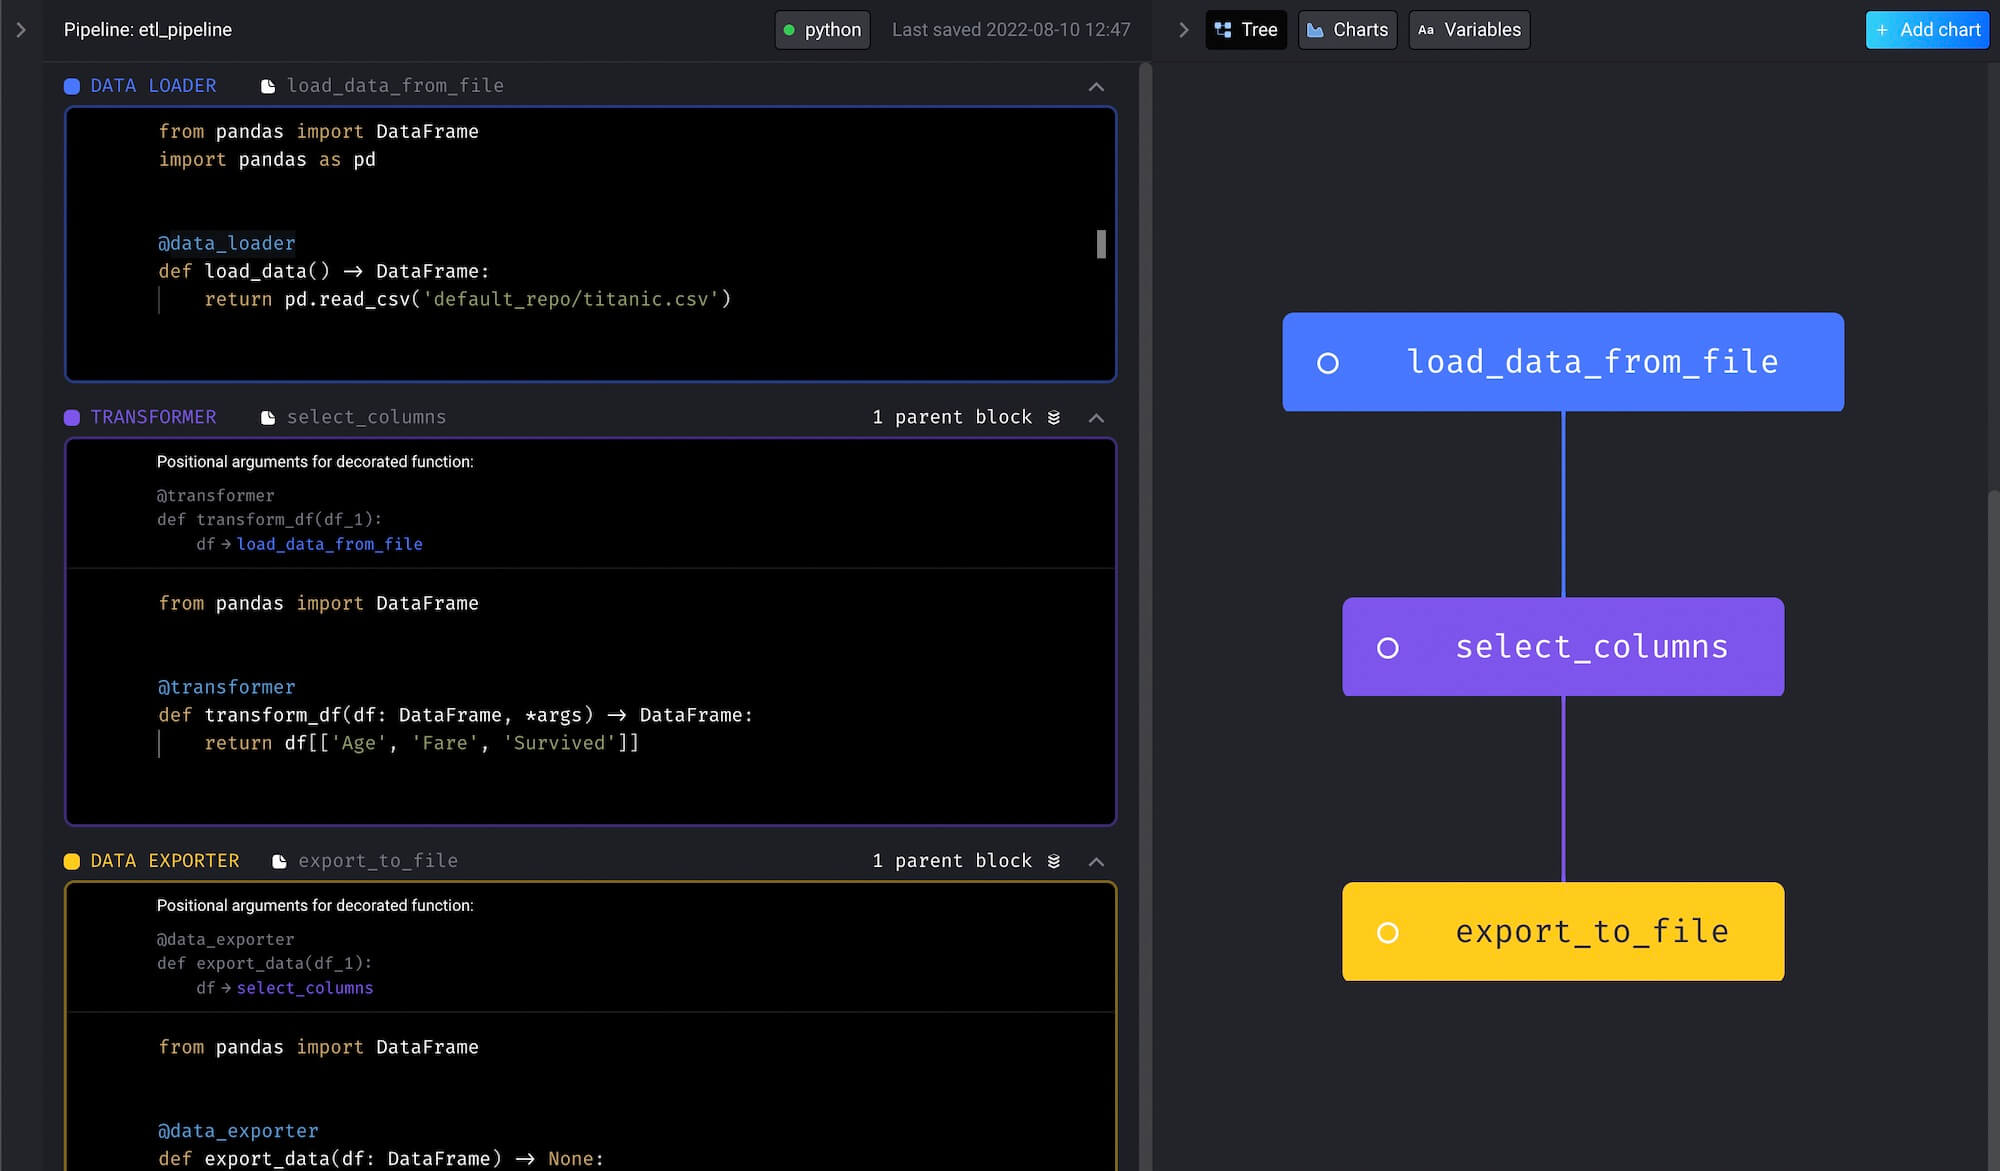 Pipeline: etl_pipeline
python
Last saved 2022-08-10 12:47
Tree
Charts
Aa Variables
+ Add chart
DATA LOADER load_data_from_file
from pandas import DataFrame
import pandas as pd
@data_loader
def load_data() → DataFrame:
return pd.read_csv('default_repo/titanic.csv')
TRANSFORMER select_columns 1 parent block
Positional arguments for decorated function:
@transformer
def transform_df(df_1):
df → load_data_from_file
from pandas import DataFrame
@transformer
def transform_df(df: DataFrame, *args) → DataFrame:
return df[['Age', 'Fare', 'Survived']]
DATA EXPORTER export_to_file 1 parent block
Positional arguments for decorated function:
@data_exporter
def export_data(df_1):
df → select_columns
from pandas import DataFrame
@data_exporter
def export_data(df: DataFrame) → None:
load_data_from_file
select_columns
export_to_file